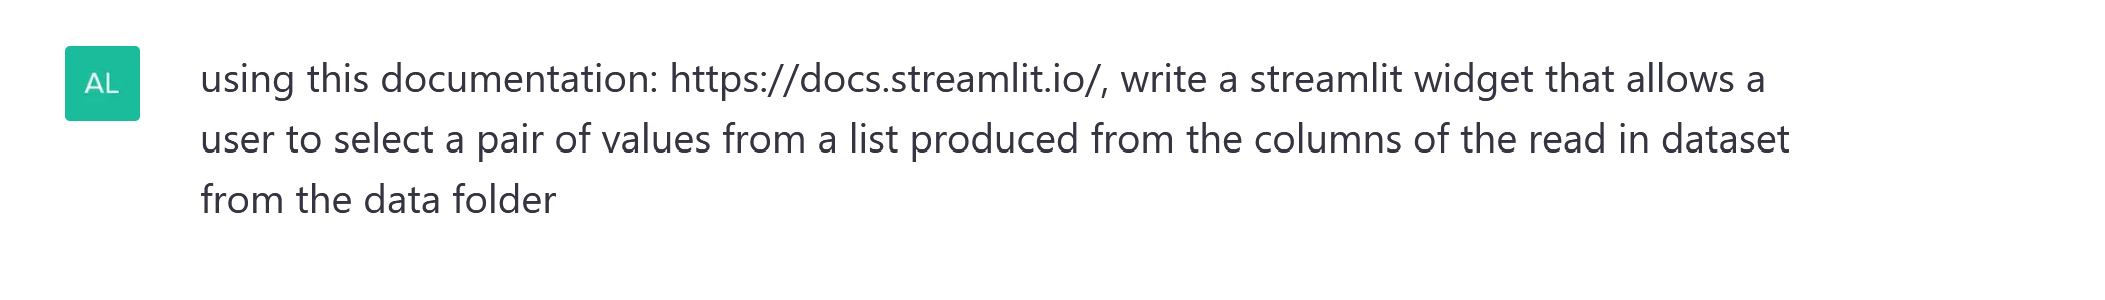 AL
using this documentation: https://docs.streamlit.io/, write a streamlit widget that allows a
user to select a pair of values from a list produced from the columns of the read in dataset
from the data folder